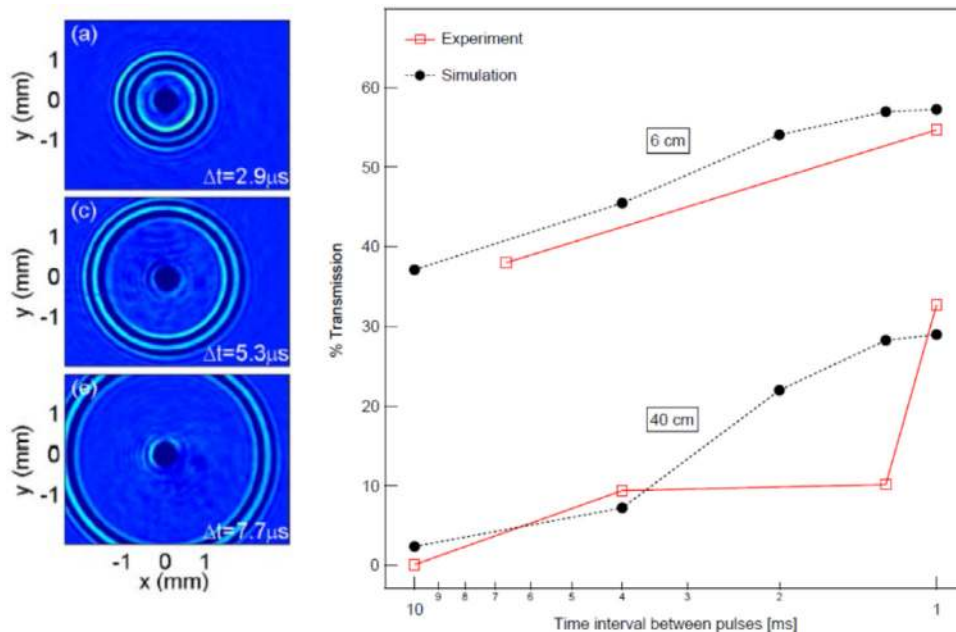 (a)
y (mm)
1
0
-1
Δt=2.9μs
(c)
y (mm)
1
0
-1
Δt=5.3μs
(e)
y (mm)
1
0
-1
Δt=7.7μs
-1 0 1
x (mm)
Experiment
Simulation
% Transmission
60
50
40
30
20
10
0
6 cm
40 cm
10 9 8 7 6 5 4 3 2 1
Time interval between pulses [ms]